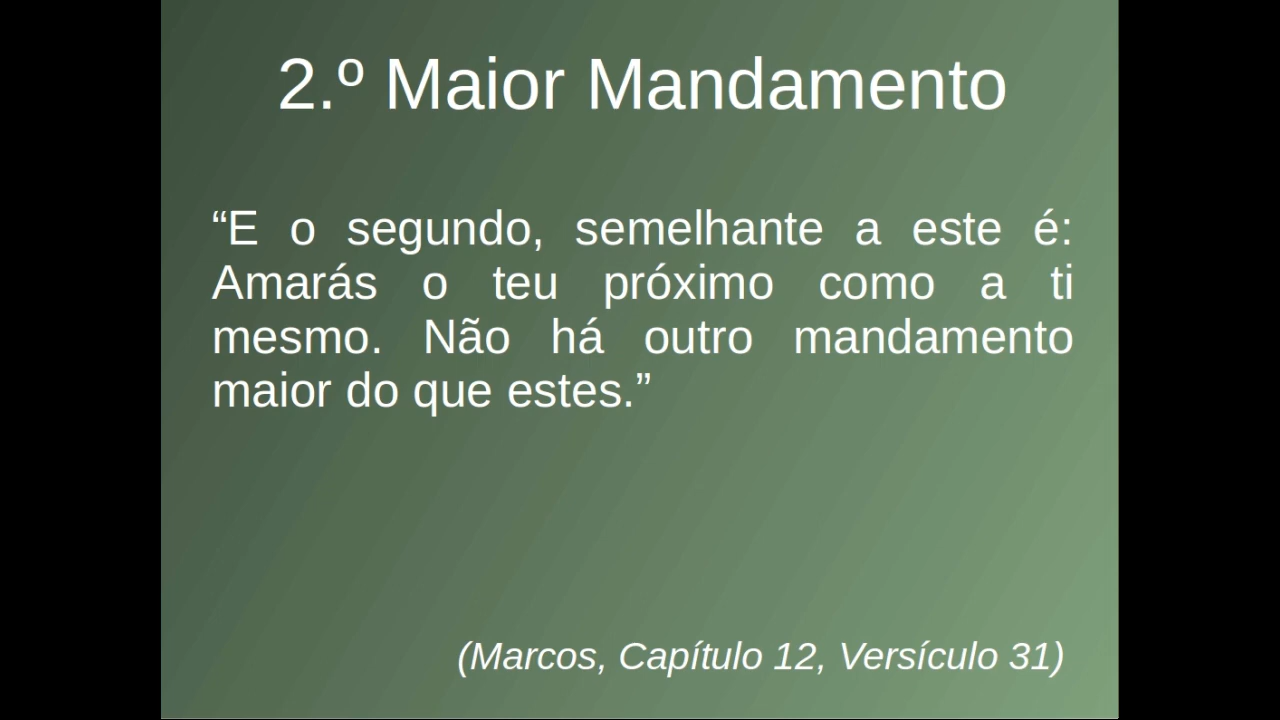 2.º Maior Mandamento
“E o segundo, semelhante a este é:
Amarás o teu próximo como a ti
mesmo. Não há outro mandamento
maior do que estes.”
(Marcos, Capítulo 12, Versículo 31)